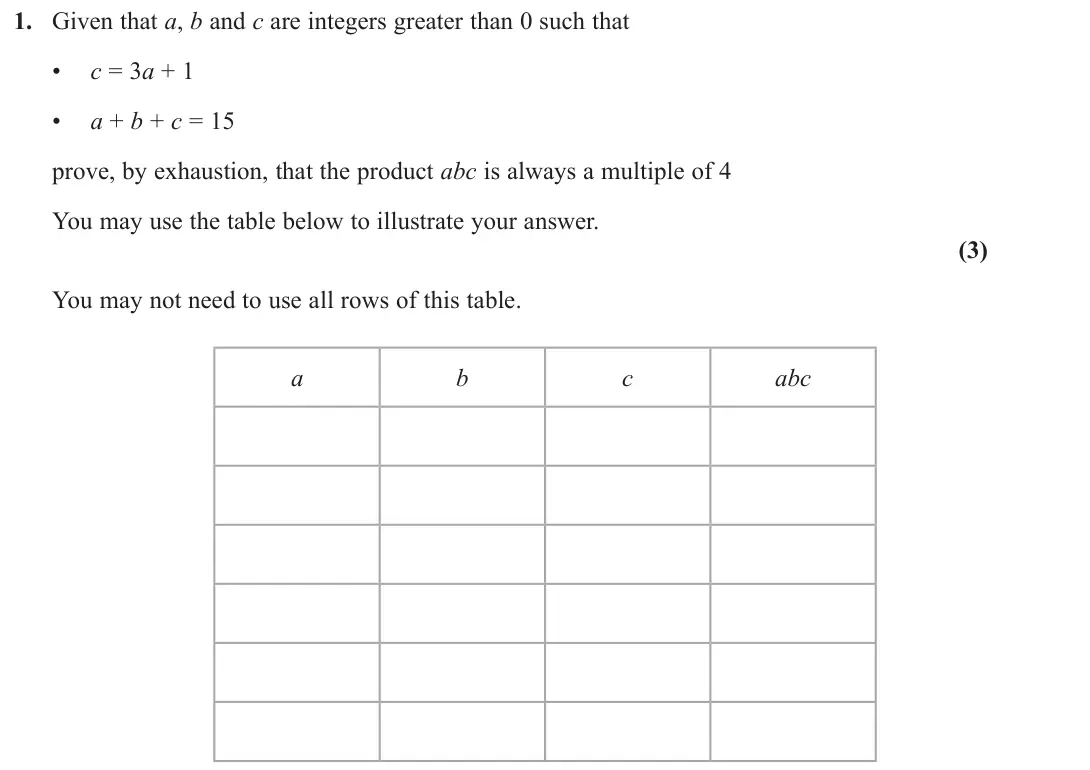 1. Given that a, b and c are integers greater than 0 such that
• c = 3a + 1
• a + b + c = 15
prove, by exhaustion, that the product abc is always a multiple of 4
You may use the table below to illustrate your answer.
(3)
You may not need to use all rows of this table.
a b c abc